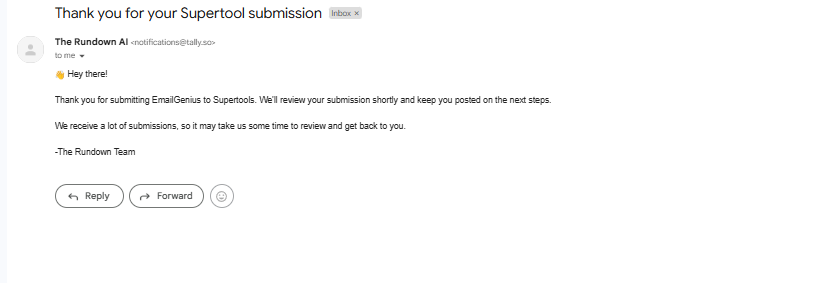 Thank you for your Supertool submission Inbox ×
The Rundown AI <notifications@tally.so>
to me
👋 Hey there!
Thank you for submitting EmailGenius to Supertools. We'll review your submission shortly and keep you posted on the next steps.
We receive a lot of submissions, so it may take us some time to review and get back to you.
-The Rundown Team
Reply Forward